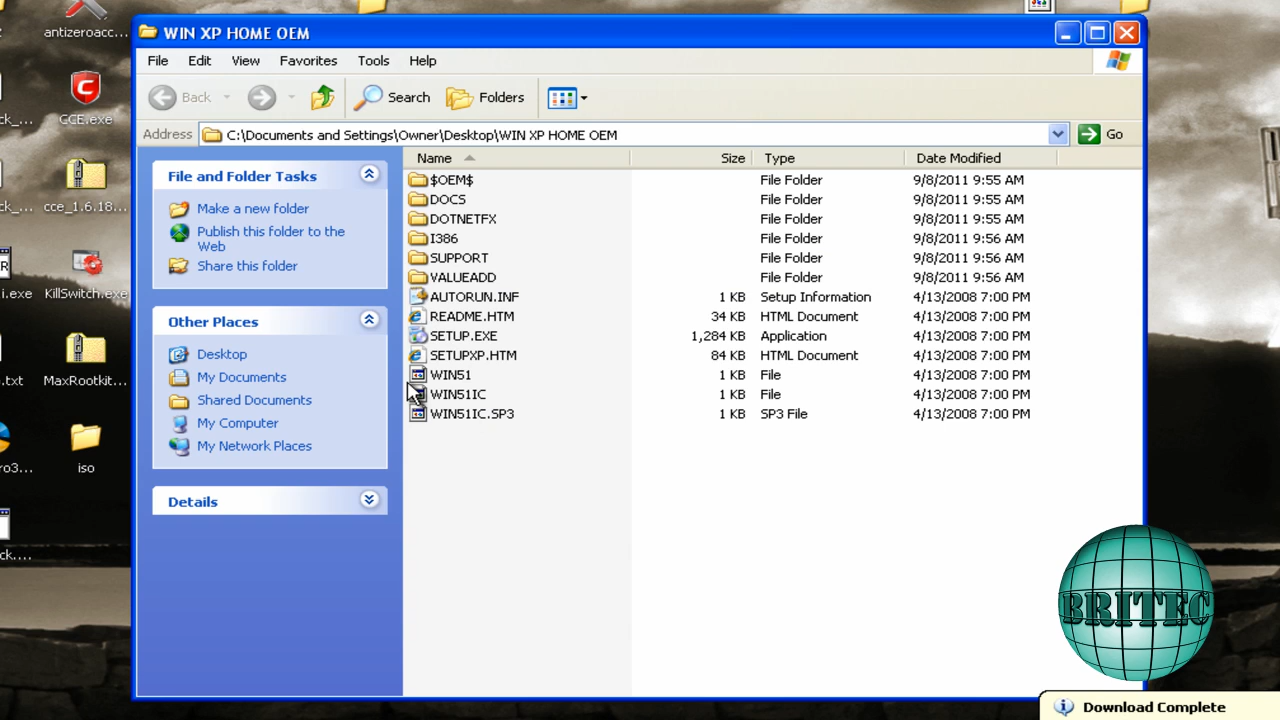 WIN XP HOME OEM
File Edit View Favorites Tools Help
Back Search Folders
Address C:\Documents and Settings\Owner\Desktop\WIN XP HOME OEM Go
File and Folder Tasks
Make a new folder
Publish this folder to the
Web
Share this folder
Other Places
Desktop
My Documents
Shared Documents
My Computer
My Network Places
Details
Name Size Type Date Modified
$OEM$ File Folder 9/8/2011 9:55 AM
DOCS File Folder 9/8/2011 9:55 AM
DOTNETFX File Folder 9/8/2011 9:55 AM
I386 File Folder 9/8/2011 9:56 AM
SUPPORT File Folder 9/8/2011 9:56 AM
VALUEADD File Folder 9/8/2011 9:56 AM
AUTORUN.INF 1 KB Setup Information 4/13/2008 7:00 PM
README.HTM 34 KB HTML Document 4/13/2008 7:00 PM
SETUP.EXE 1,284 KB Application 4/13/2008 7:00 PM
SETUPXP.HTM 84 KB HTML Document 4/13/2008 7:00 PM
WIN51 1 KB File 4/13/2008 7:00 PM
WIN51IC 1 KB File 4/13/2008 7:00 PM
WIN51IC.SP3 1 KB SP3 File 4/13/2008 7:00 PM
antizeroacc...
CCE.exe
cce_1.6.18...
i.exe KillSwitch.exe
.txt MaxRootkit...
ro3... iso
ck....
BRITEC
Download Complete